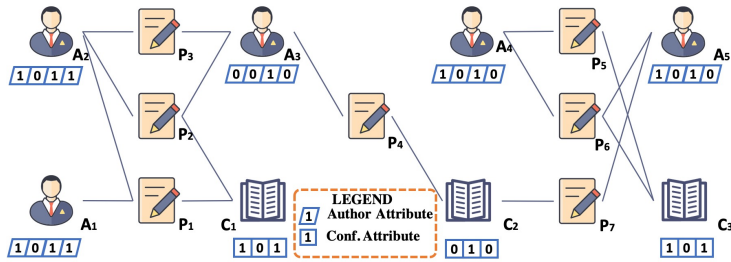 A2
P3
A3
A4
P5
A5
1 0 1 1
0 0 1 0
1 0 1 0
1 0 1 0
P2
P4
P6
A1
P1
C1
LEGEND
1 Author Attribute
1 Conf. Attribute
C2
P7
C3
1 0 1 1
1 0 1
0 1 0
1 0 1